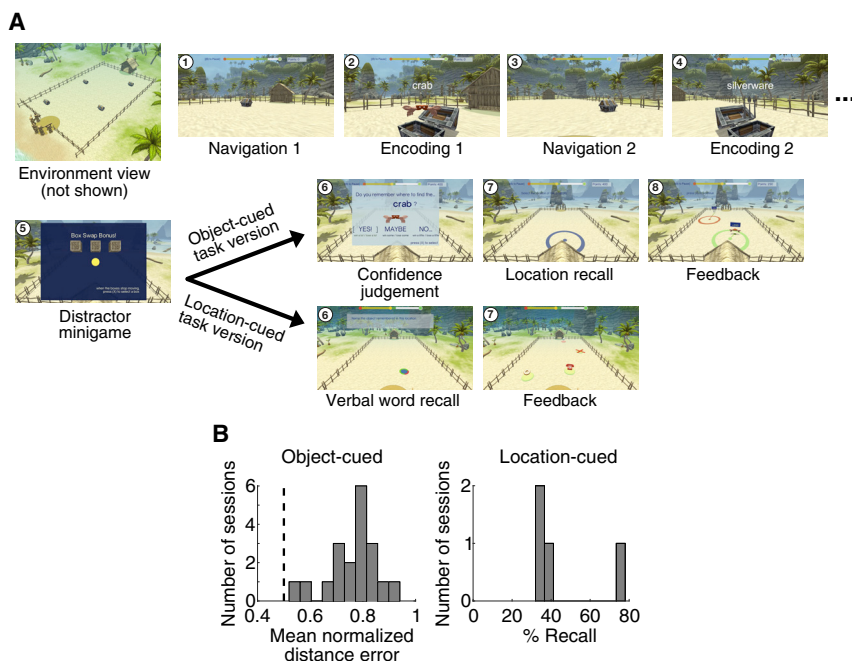 A
1
2
crab
3
4
silverware
...
Navigation 1
Encoding 1
Navigation 2
Encoding 2
Environment view
(not shown)
5
Box Swap Bonus!
Distractor
minigame
Object-cued
task version
Location-cued
task version
6
Do you remember where to find the..
crab ?
YES!
MAYBE
NO..
Confidence
judgement
7
Location recall
8
Feedback
6
Verbal word recall
7
Feedback
B
Object-cued
Number of sessions
6
4
2
0
0.4
0.6
0.8
1
Mean normalized
distance error
Location-cued
Number of sessions
2
1
0
0
20
40
60
80
% Recall